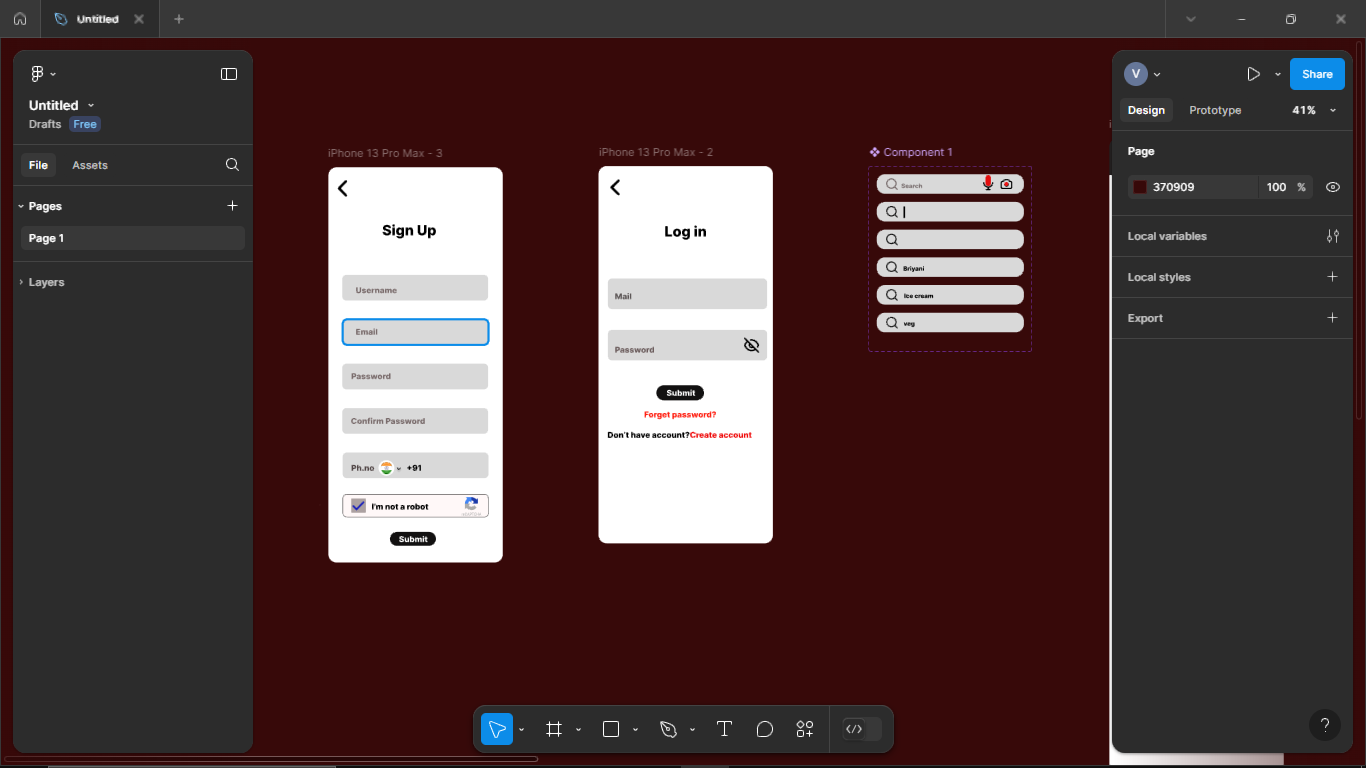 Untitled
Untitled
Drafts Free
File Assets
Pages
Page 1
Layers
iPhone 13 Pro Max - 3
Sign Up
Username
Email
Password
Confirm Password
Ph.no +91
I'm not a robot
Submit
iPhone 13 Pro Max - 2
Log in
Mail
Password
Submit
Forget password?
Don't have account?Create account
Component 1
Search
Briyani
Ice cream
veg
V
Share
Design Prototype 41%
Page
370909 100 %
Local variables
Local styles
Export
?